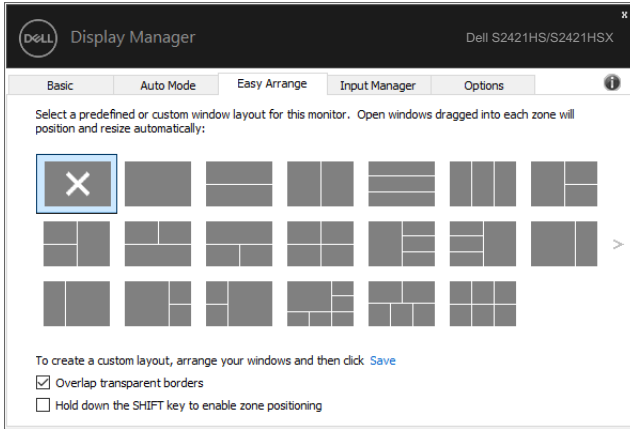 DELL Display Manager
Dell S2421HS/S2421HSX
x
Basic Auto Mode Easy Arrange Input Manager Options i
Select a predefined or custom window layout for this monitor. Open windows dragged into each zone will
position and resize automatically:
>
To create a custom layout, arrange your windows and then click Save
Overlap transparent borders
Hold down the SHIFT key to enable zone positioning